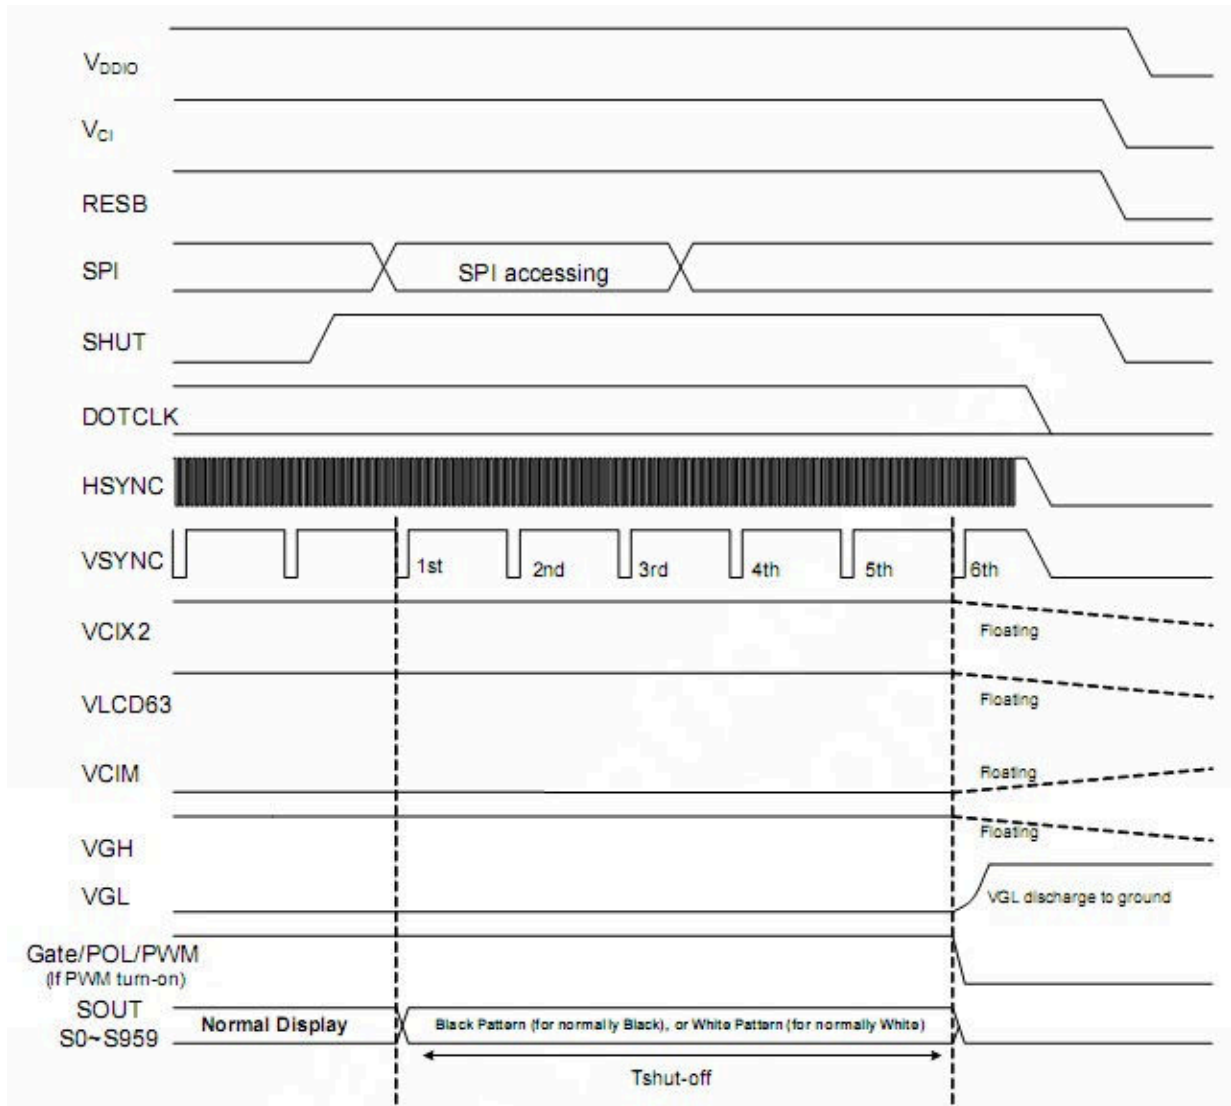 VDDIO
VCI
RESB
SPI
SPI accessing
SHUT
DOTCLK
HSYNC
VSYNC
1st 2nd 3rd 4th 5th 6th
VCIX2
Floating
VLCD63
Floating
VCIM
Floating
VGH
Floating
VGL
VGL discharge to ground
Gate/POL/PWM
(If PWM turn-on)
SOUT
S0~S959
Normal Display
Black Pattern (for normally Black), or White Pattern (for normally White)
Tshut-off